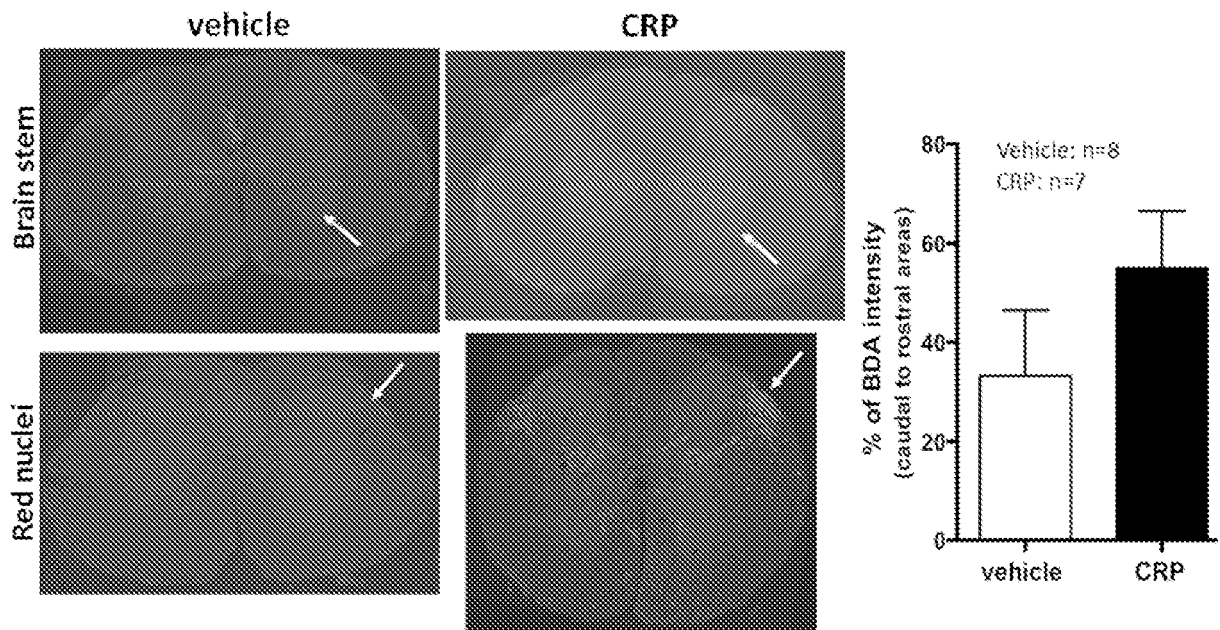 vehicle
CRP
Brain stem
Red nuclei
Vehicle: n=8
CRP: n=7
% of BDA intensity
(caudal to rostral areas)
80
60
40
20
0
vehicle
CRP